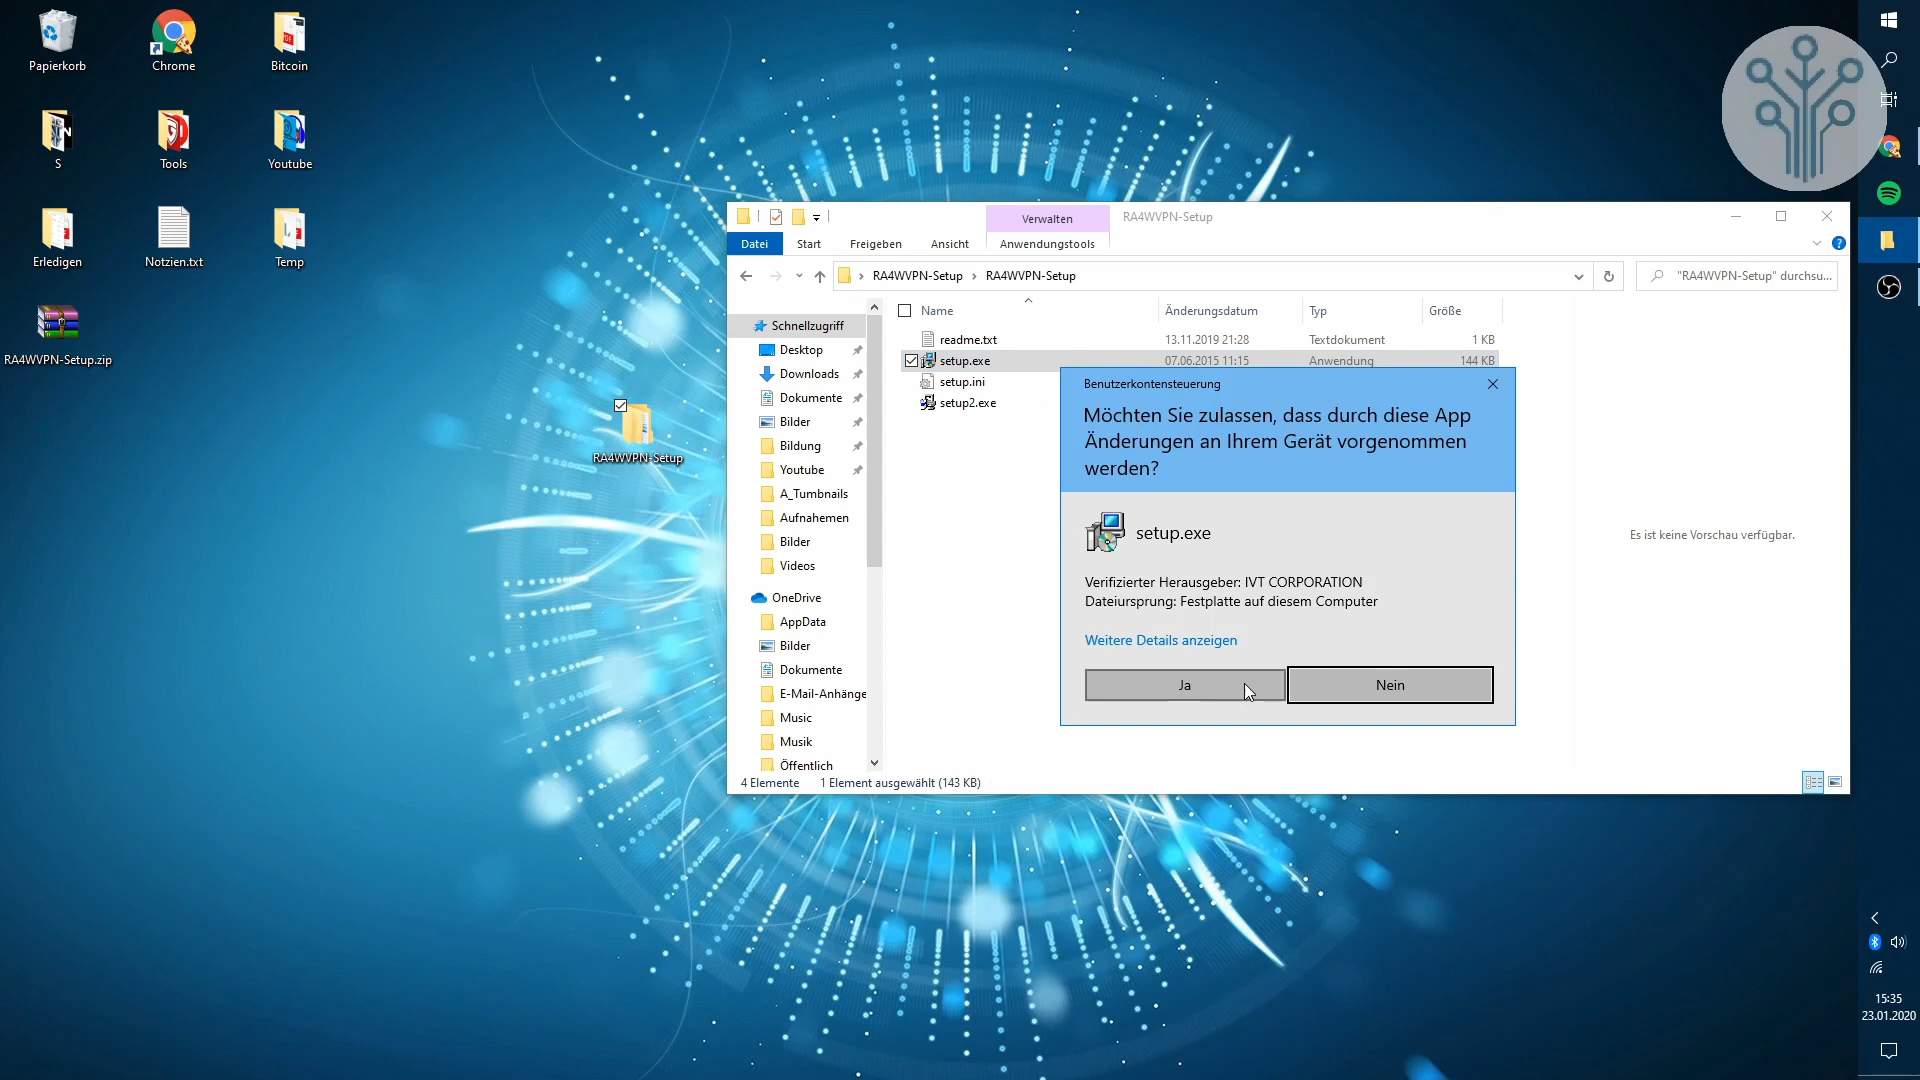 Papierkorb
Chrome
Bitcoin
S
Tools
Youtube
Erledigen
Notzien.txt
Temp
RA4WVPN-Setup.zip
RA4WVPN-Setup
Verwalten
RA4WVPN-Setup
Datei
Start
Freigeben
Ansicht
Anwendungstools
RA4WVPN-Setup › RA4WVPN-Setup
"RA4WVPN-Setup" durchsu...
Schnellzugriff
Desktop
Downloads
Dokumente
Bilder
Bildung
Youtube
A_Tumbnails
Aufnahemen
Bilder
Videos
OneDrive
AppData
Bilder
Dokumente
E-Mail-Anhänge
Music
Musik
Öffentlich
Name
Änderungsdatum
Typ
Größe
readme.txt 13.11.2019 21:28 Textdokument 1 KB
setup.exe 07.06.2015 11:15 Anwendung 144 KB
setup.ini
setup2.exe
Benutzerkontensteuerung
Möchten Sie zulassen, dass durch diese App
Änderungen an Ihrem Gerät vorgenommen
werden?
setup.exe
Verifizierter Herausgeber: IVT CORPORATION
Dateiursprung: Festplatte auf diesem Computer
Weitere Details anzeigen
Ja
Nein
Es ist keine Vorschau verfügbar.
4 Elemente
1 Element ausgewählt (143 KB)
15:35
23.01.2020